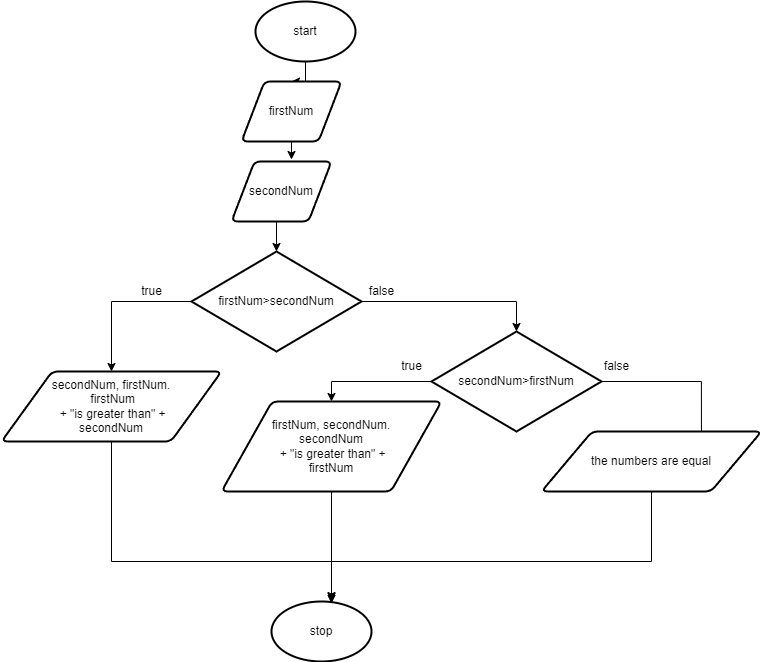 start
firstNum
secondNum
firstNum>secondNum
true
false
secondNum>firstNum
true
false
secondNum, firstNum.
firstNum
+ "is greater than" +
secondNum
firstNum, secondNum.
secondNum
+ "is greater than" +
firstNum
the numbers are equal
stop